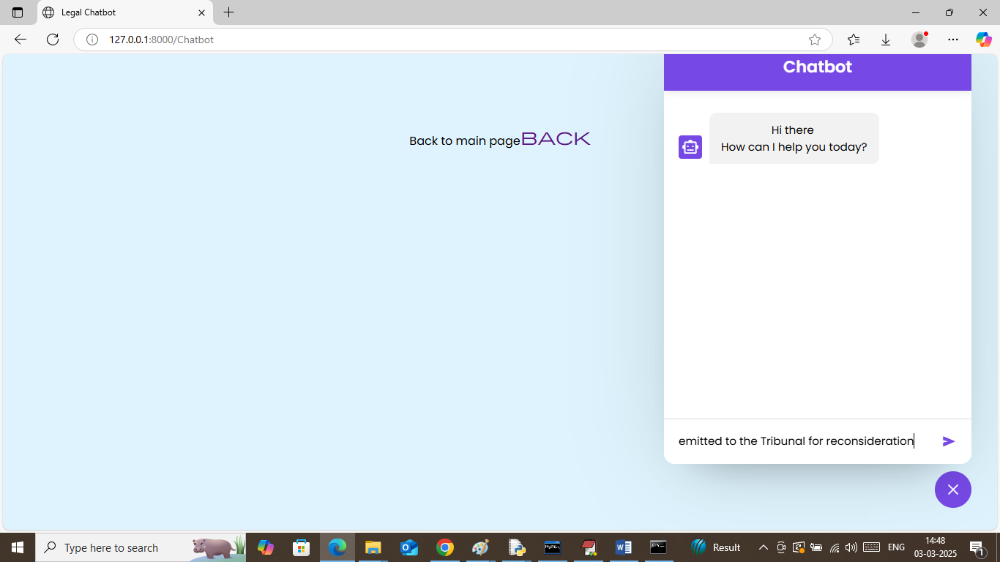 Legal Chatbot
127.0.0.1:8000/Chatbot
Chatbot
Hi there
How can I help you today?
Back to main pageBACK
emitted to the Tribunal for reconsideration
Type here to search
Result
ENG
14:48
03-03-2025
1